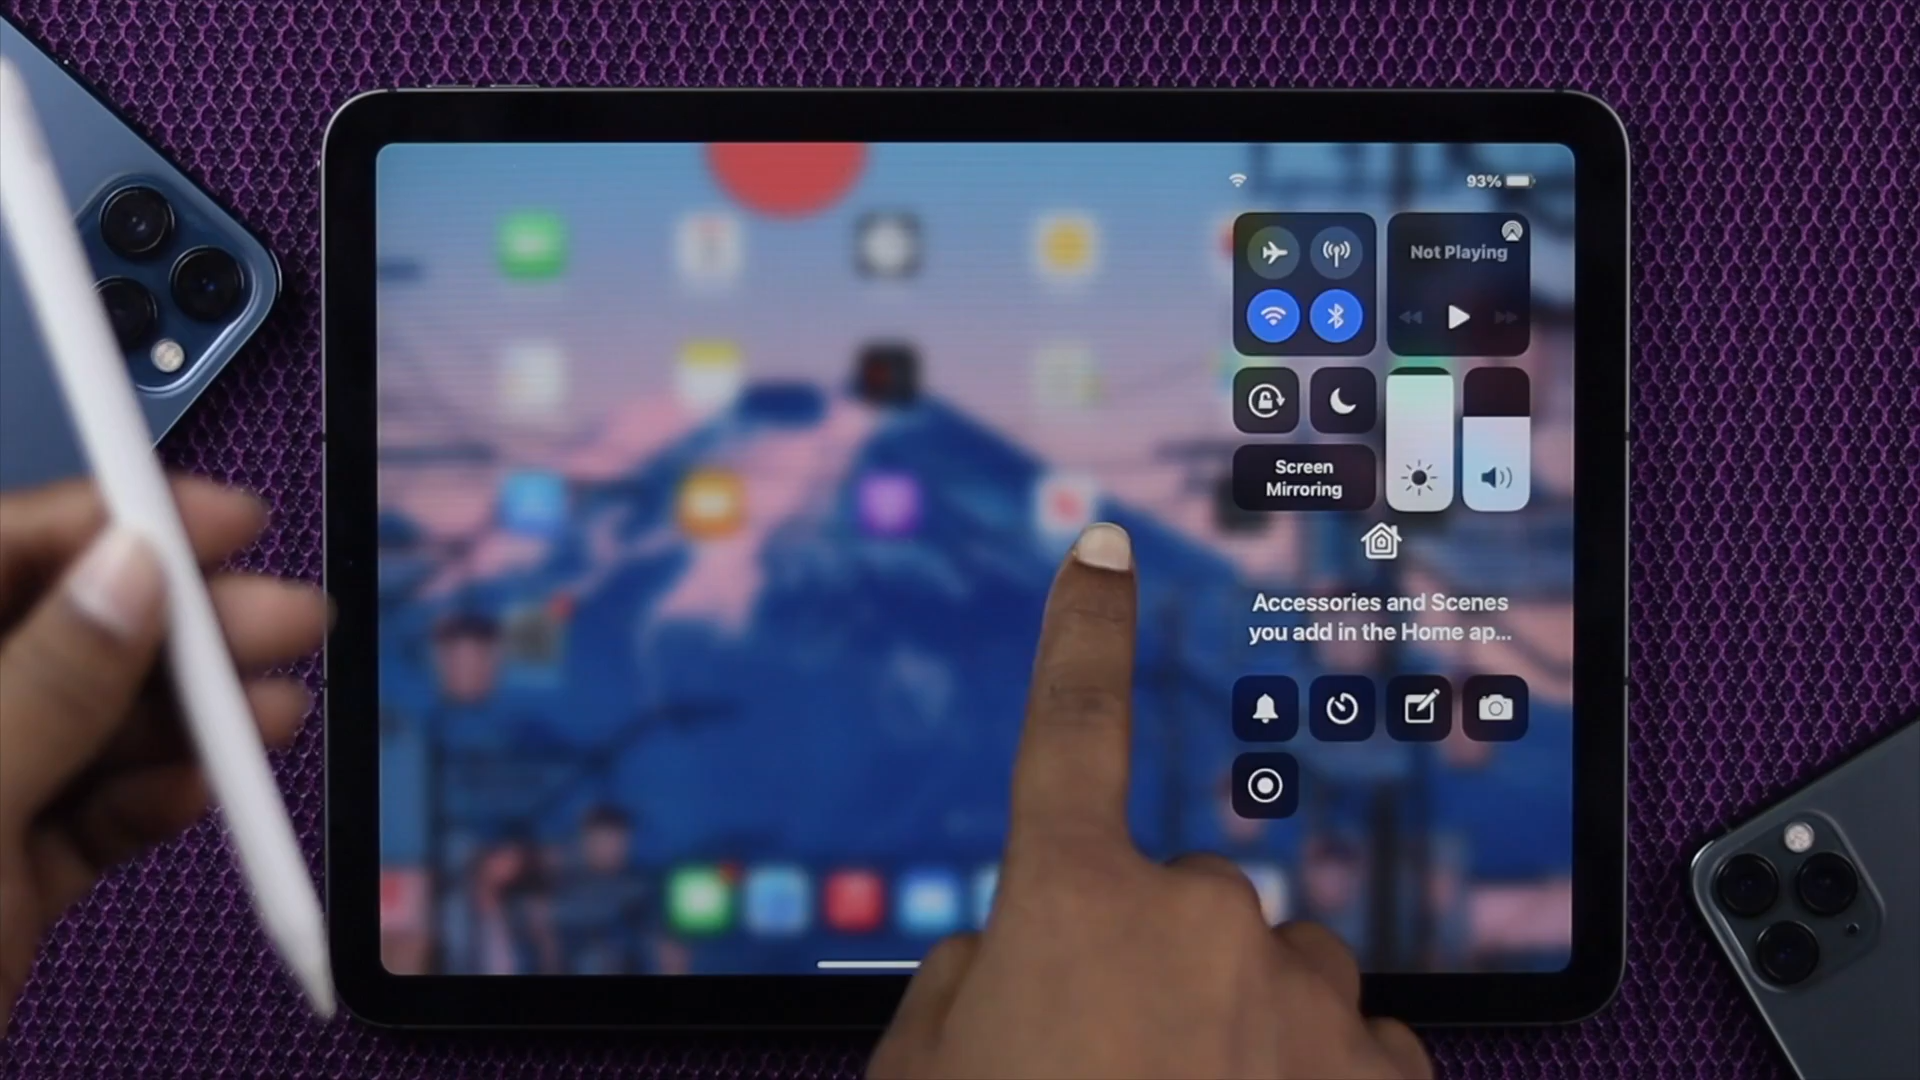 93%
Not Playing
Screen
Mirroring
Accessories and Scenes
you add in the Home ap...